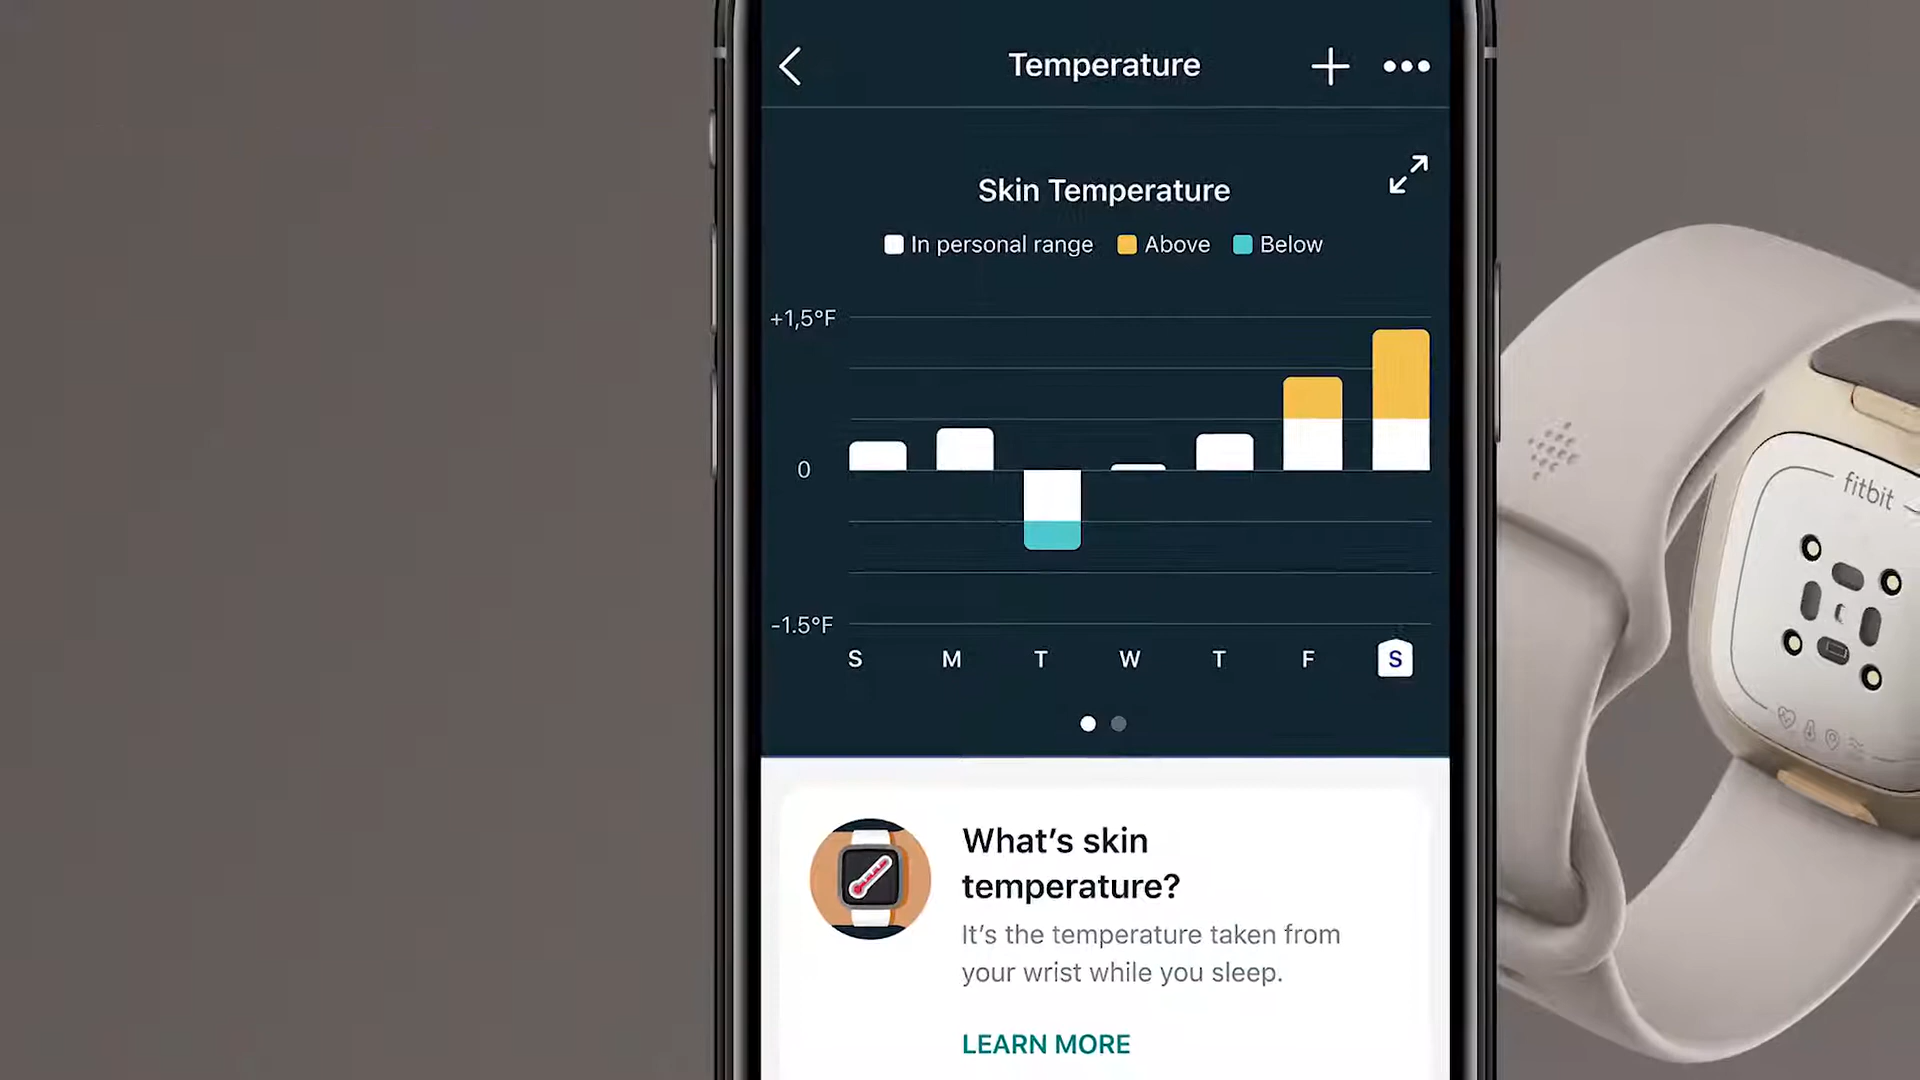 Temperature
Skin Temperature
In personal range Above Below
+1,5°F
0
-1.5°F
S M T W T F S
fitbit
What's skin
temperature?
It's the temperature taken from
your wrist while you sleep.
LEARN MORE